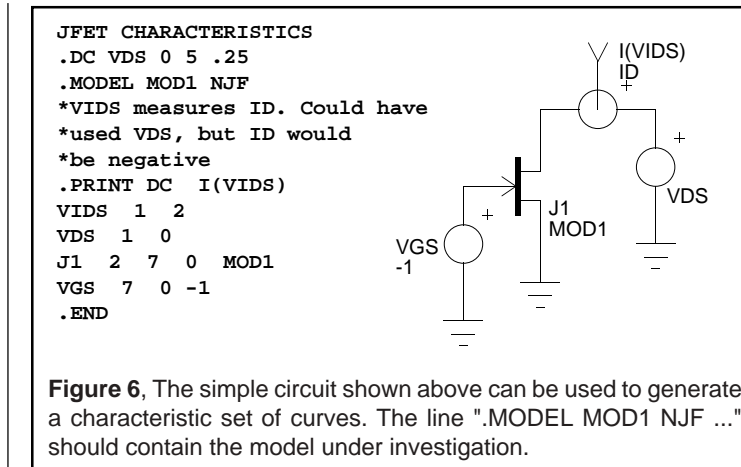 JFET CHARACTERISTICS
.DC VDS 0 5 .25
.MODEL MOD1 NJF
*VIDS measures ID. Could have
*used VDS, but ID would
*be negative
.PRINT DC I(VIDS)
VIDS 1 2
VDS 1 0
J1 2 7 0 MOD1
VGS 7 0 -1
.END
I(VIDS)
ID
+
+
VDS
+
J1
MOD1
VGS
-1
Figure 6, The simple circuit shown above can be used to generate
a characteristic set of curves. The line ".MODEL MOD1 NJF ..."
should contain the model under investigation.